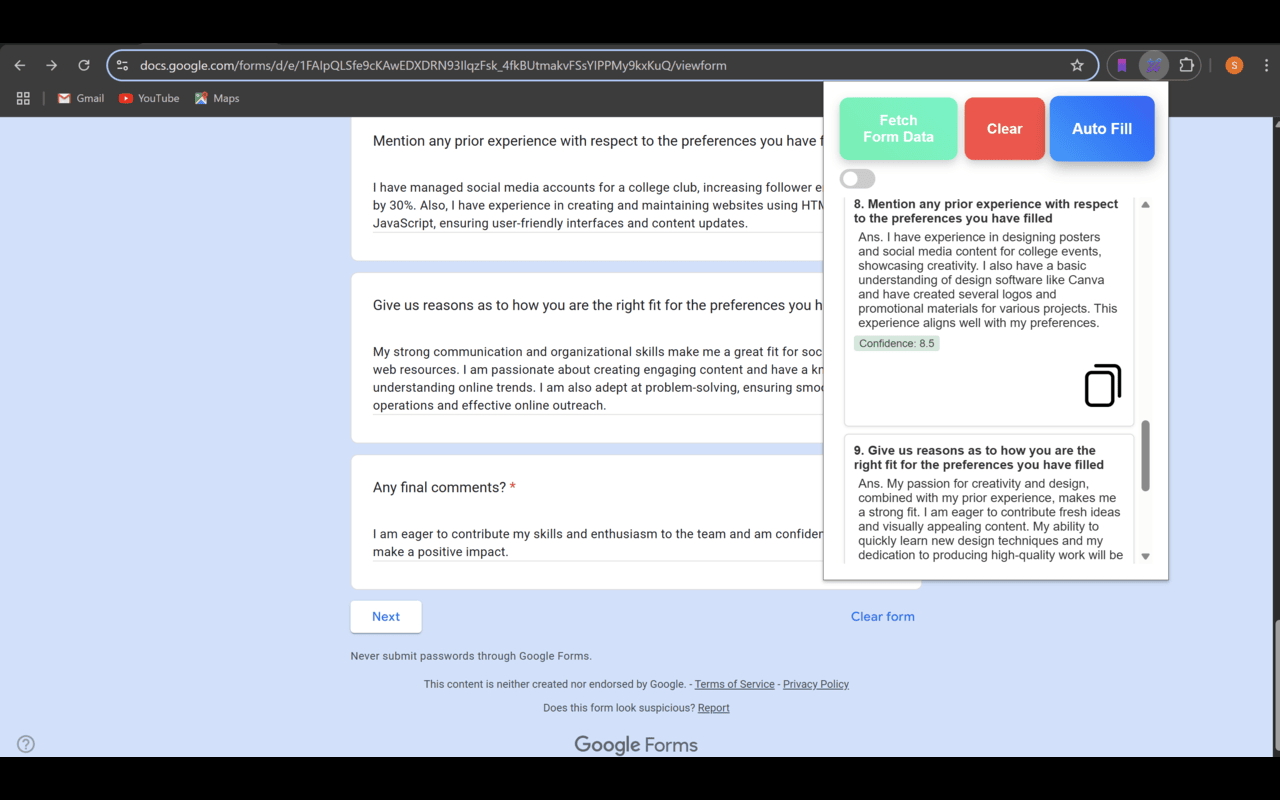 docs.google.com/forms/d/e/1FAIpQLSfe9cKAwEDXDRN93IlqzFsk_4fkBUtmakvFSsYIPPMy9kxKuQ/viewform
S
Gmail
YouTube
Maps
Mention any prior experience with respect to the preferences you have f
I have managed social media accounts for a college club, increasing follower e
by 30%. Also, I have experience in creating and maintaining websites using HTM
JavaScript, ensuring user-friendly interfaces and content updates.
Give us reasons as to how you are the right fit for the preferences you h
My strong communication and organizational skills make me a great fit for soc
web resources. I am passionate about creating engaging content and have a kn
understanding online trends. I am also adept at problem-solving, ensuring smoo
operations and effective online outreach.
Any final comments? *
I am eager to contribute my skills and enthusiasm to the team and am confiden
make a positive impact.
Next
Clear form
Never submit passwords through Google Forms.
This content is neither created nor endorsed by Google. - Terms of Service - Privacy Policy
Does this form look suspicious? Report
Google Forms
Fetch
Form Data
Clear
Auto Fill
8. Mention any prior experience with respect
to the preferences you have filled
Ans. I have experience in designing posters
and social media content for college events,
showcasing creativity. I also have a basic
understanding of design software like Canva
and have created several logos and
promotional materials for various projects. This
experience aligns well with my preferences.
Confidence: 8.5
9. Give us reasons as to how you are the
right fit for the preferences you have filled
Ans. My passion for creativity and design,
combined with my prior experience, makes me
a strong fit. I am eager to contribute fresh ideas
and visually appealing content. My ability to
quickly learn new design techniques and my
dedication to producing high-quality work will be